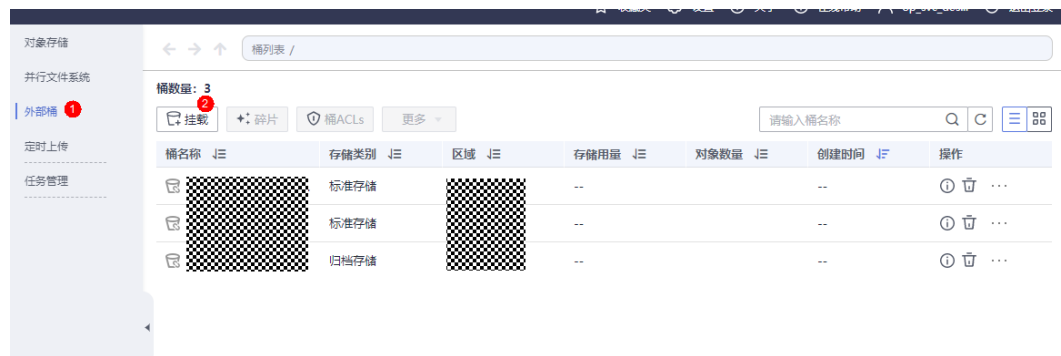 对象存储
并行文件系统
外部桶 1
定时上传
任务管理
桶列表 /
桶数量: 3
2
挂载 碎片 桶ACLs 更多 请输入桶名称
桶名称 存储类别 区域 存储用量 对象数量 创建时间 操作
标准存储 -- --
标准存储 -- --
归档存储 -- --